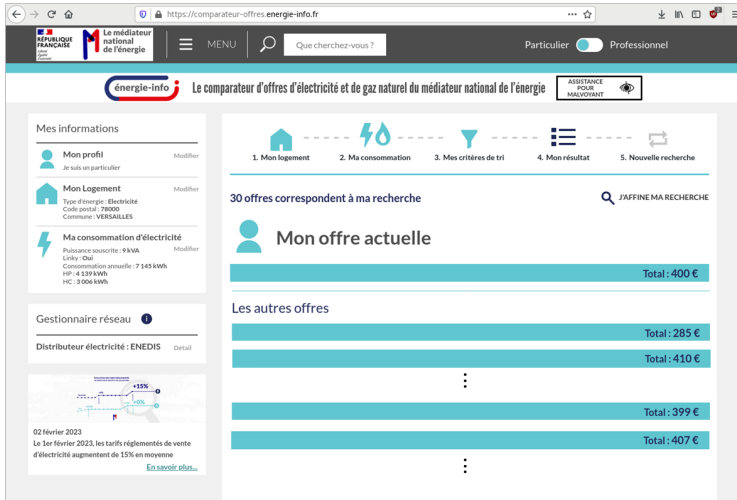 https://comparateur-offres.energie-info.fr
RÉPUBLIQUE
FRANÇAISE
Liberté
Égalité
Fraternité
Le médiateur
national
de l'énergie
MENU
Que cherchez-vous ?
Particulier
Professionnel
énergie-info
Le comparateur d'offres d'électricité et de gaz naturel du médiateur national de l'énergie
ASSISTANCE
POUR
MALVOYANT
Mes informations
Mon profil Modifier
Je suis un particulier
Mon Logement Modifier
Type d'énergie : Electricité
Code postal : 78000
Commune : VERSAILLES
Ma consommation d'électricité
Puissance souscrite : 9 kVA Modifier
Linky : Oui
Consommation annuelle : 7 145 kWh
HP : 4 139 kWh
HC : 3 006 kWh
Gestionnaire réseau i
Distributeur électricité : ENEDIS Détail
+15%
+0%
02 février 2023
Le 1er février 2023, les tarifs réglementés de vente
d'électricité augmentent de 15% en moyenne
En savoir plus...
1. Mon logement
2. Ma consommation
3. Mes critères de tri
4. Mon résultat
5. Nouvelle recherche
30 offres correspondent à ma recherche
J'AFFINE MA RECHERCHE
Mon offre actuelle
Total : 400 €
Les autres offres
Total : 285 €
Total : 410 €
Total : 399 €
Total : 407 €